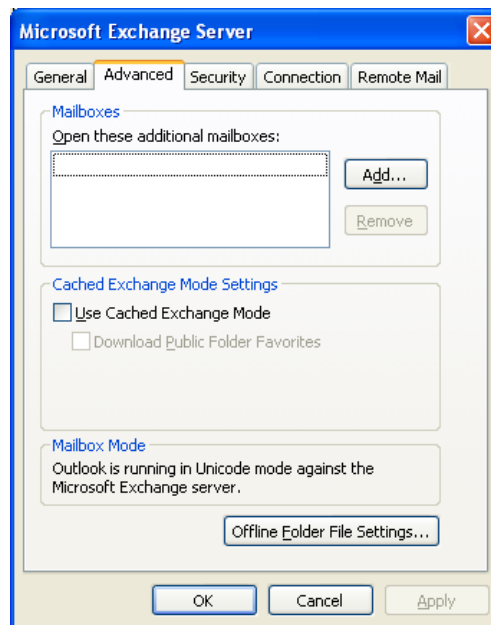 Microsoft Exchange Server
General Advanced Security Connection Remote Mail
Mailboxes
Open these additional mailboxes:
Add...
Remove
Cached Exchange Mode Settings
Use Cached Exchange Mode
Download Public Folder Favorites
Mailbox Mode
Outlook is running in Unicode mode against the
Microsoft Exchange server.
Offline Folder File Settings...
OK Cancel Apply